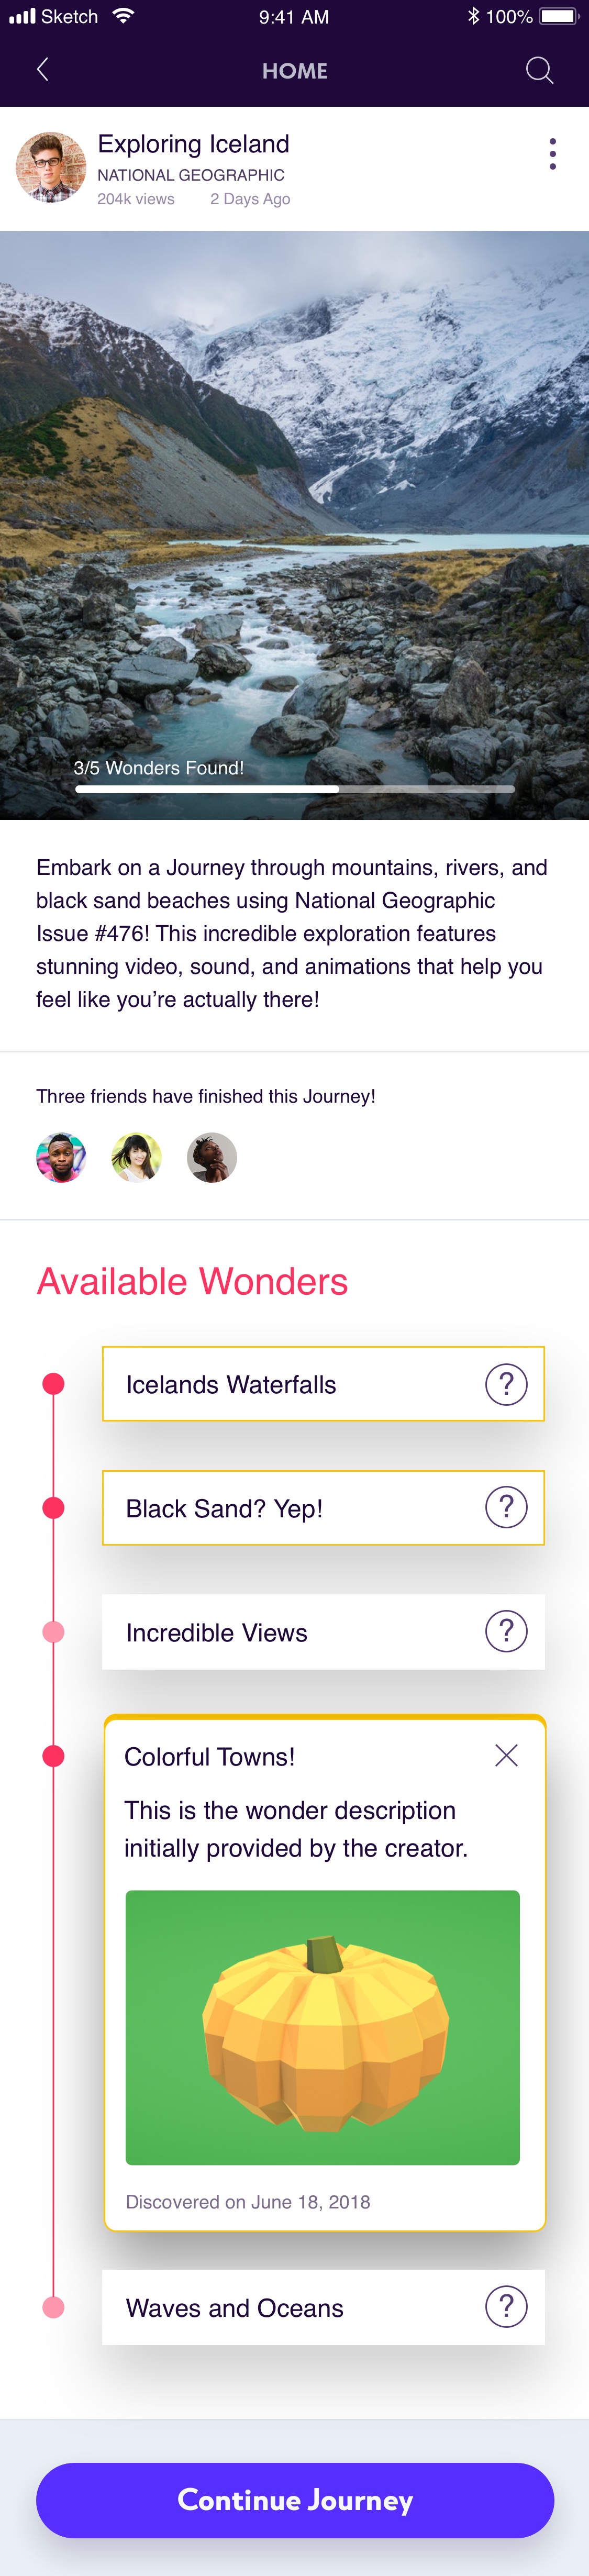 Sketch 9:41 AM 100%
HOME
Exploring Iceland
NATIONAL GEOGRAPHIC
204k views 2 Days Ago
3/5 Wonders Found!
Embark on a Journey through mountains, rivers, and
black sand beaches using National Geographic
Issue #476! This incredible exploration features
stunning video, sound, and animations that help you
feel like you’re actually there!
Three friends have finished this Journey!
Available Wonders
Icelands Waterfalls ?
Black Sand? Yep! ?
Incredible Views ?
Colorful Towns!
This is the wonder description
initially provided by the creator.
Discovered on June 18, 2018
Waves and Oceans ?
Continue Journey